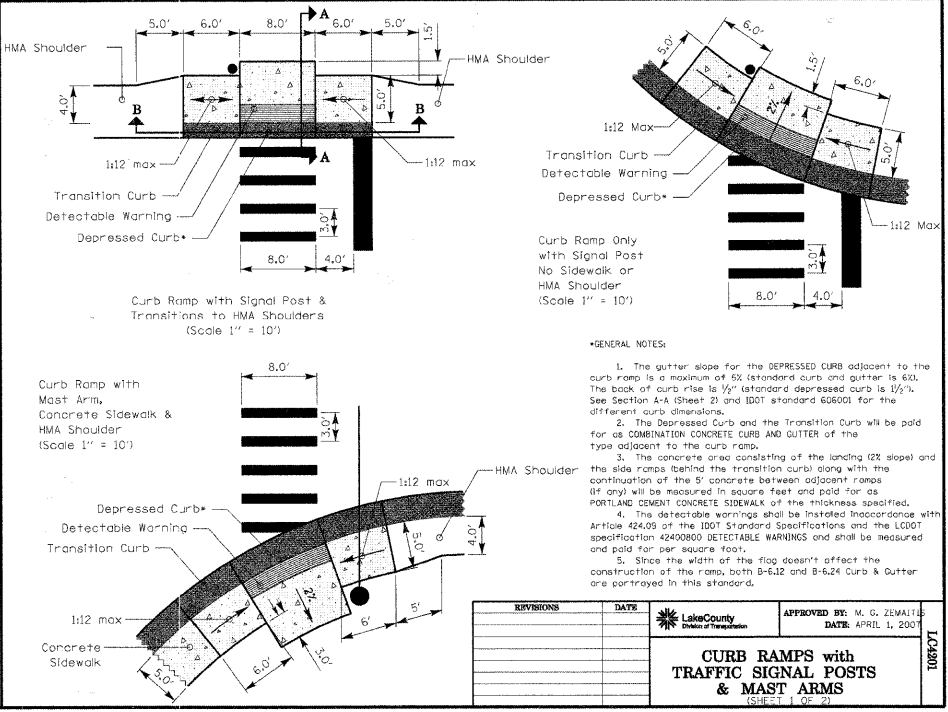 5.0'
6.0'
8.0'
A
6.0'
5.0'
1.5'
HMA Shoulder
HMA Shoulder
4.0'
B
5.0'
B
A
1:12 max
1:12 max
Transition Curb
Detectable Warning
Depressed Curb*
3.0'
8.0'
4.0'
Curb Ramp with Signal Post &
Transitions to HMA Shoulders
(Scale 1" = 10')
5.0'
6.0'
1.5'
6.0'
2%
5.0'
1:12 Max
Transition Curb
Detectable Warning
Depressed Curb*
1:12 Max
Curb Ramp Only
with Signal Post
No Sidewalk or
HMA Shoulder
(Scale 1" = 10')
3.0'
8.0'
4.0'
Curb Ramp with
Mast Arm,
Concrete Sidewalk &
HMA Shoulder
(Scale 1" = 10')
8.0'
3.0'
HMA Shoulder
1:12 max
Depressed Curb*
Detectable Warning
Transition Curb
5.0'
4.0'
2%
1:12 max
Concrete
Sidewalk
5.0'
6.0'
3.0'
6'
5'
*GENERAL NOTES:
1. The gutter slope for the DEPRESSED CURB adjacent to the
curb ramp is a maximum of 5% (standard curb and gutter is 6%).
The back of curb rise is 1/2" (standard depressed curb is 1 1/2").
See Section A-A (Sheet 2) and IDOT standard 606001 for the
different curb dimensions.
2. The Depressed Curb and the Transition Curb will be paid
for as COMBINATION CONCRETE CURB AND GUTTER of the
type adjacent to the curb ramp.
3. The concrete area consisting of the landing (2% slope) and
the side ramps (behind the transition curb) along with the
continuation of the 5' concrete between adjacent ramps
(if any) will be measured in square feet and paid for as
PORTLAND CEMENT CONCRETE SIDEWALK of the thickness specified.
4. The detectable warnings shall be installed inaccordance with
Article 424.09 of the IDOT Standard Specifications and the LCDOT
specification 42400800 DETECTABLE WARNINGS and shall be measured
and paid for per square foot.
5. Since the width of the flag doesn't affect the
construction of the ramp, both B-6.12 and B-6.24 Curb & Gutter
are portrayed in this standard.
REVISIONS
DATE
LakeCounty
Division of Transportation
APPROVED BY: M. G. ZEMAITIS
DATE: APRIL 1, 2007
CURB RAMPS with
TRAFFIC SIGNAL POSTS
& MAST ARMS
(SHEET 1 OF 2)
LC4201